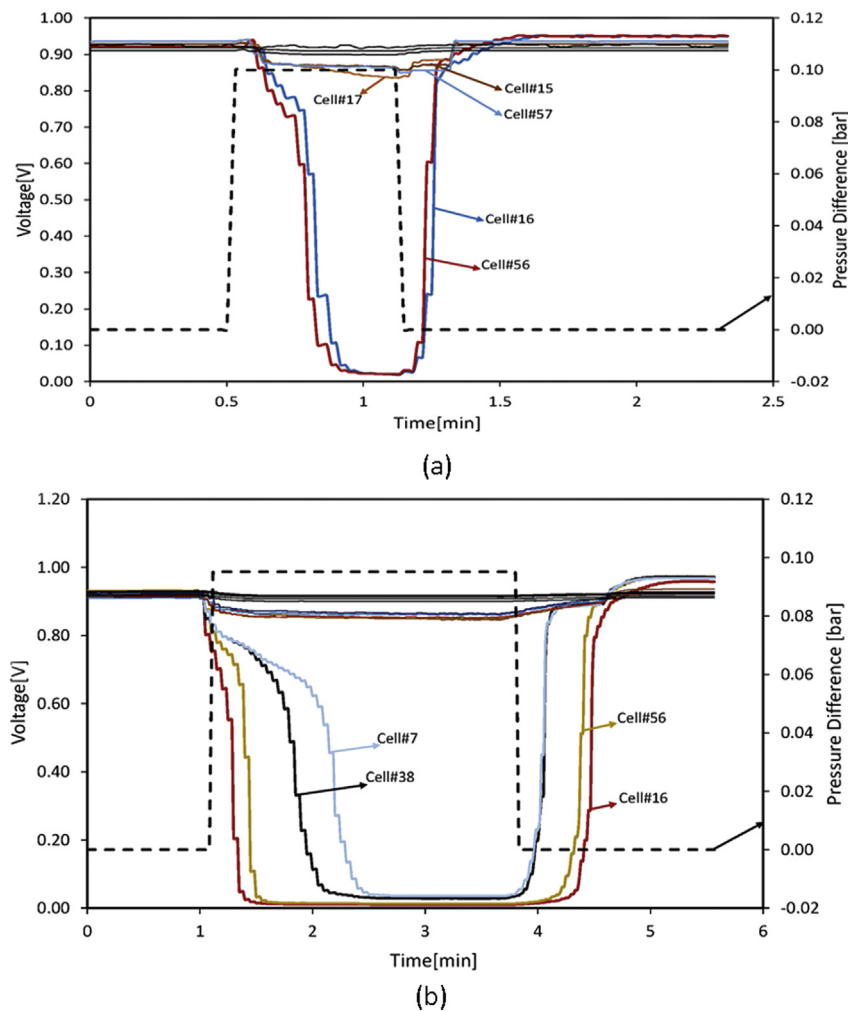 1.00
0.90
0.80
0.70
0.60
0.50
0.40
0.30
0.20
0.10
0.00
Voltage[V]
0.12
0.10
0.08
0.06
0.04
0.02
0.00
-0.02
Pressure Difference [bar]
Cell#17
Cell#15
Cell#57
Cell#16
Cell#56
0
0.5
1
1.5
2
2.5
Time[min]
(a)
1.20
1.00
0.80
0.60
0.40
0.20
0.00
Voltage[V]
0.12
0.10
0.08
0.06
0.04
0.02
0.00
-0.02
Pressure Difference [bar]
Cell#7
Cell#38
Cell#56
Cell#16
0
1
2
3
4
5
6
Time[min]
(b)